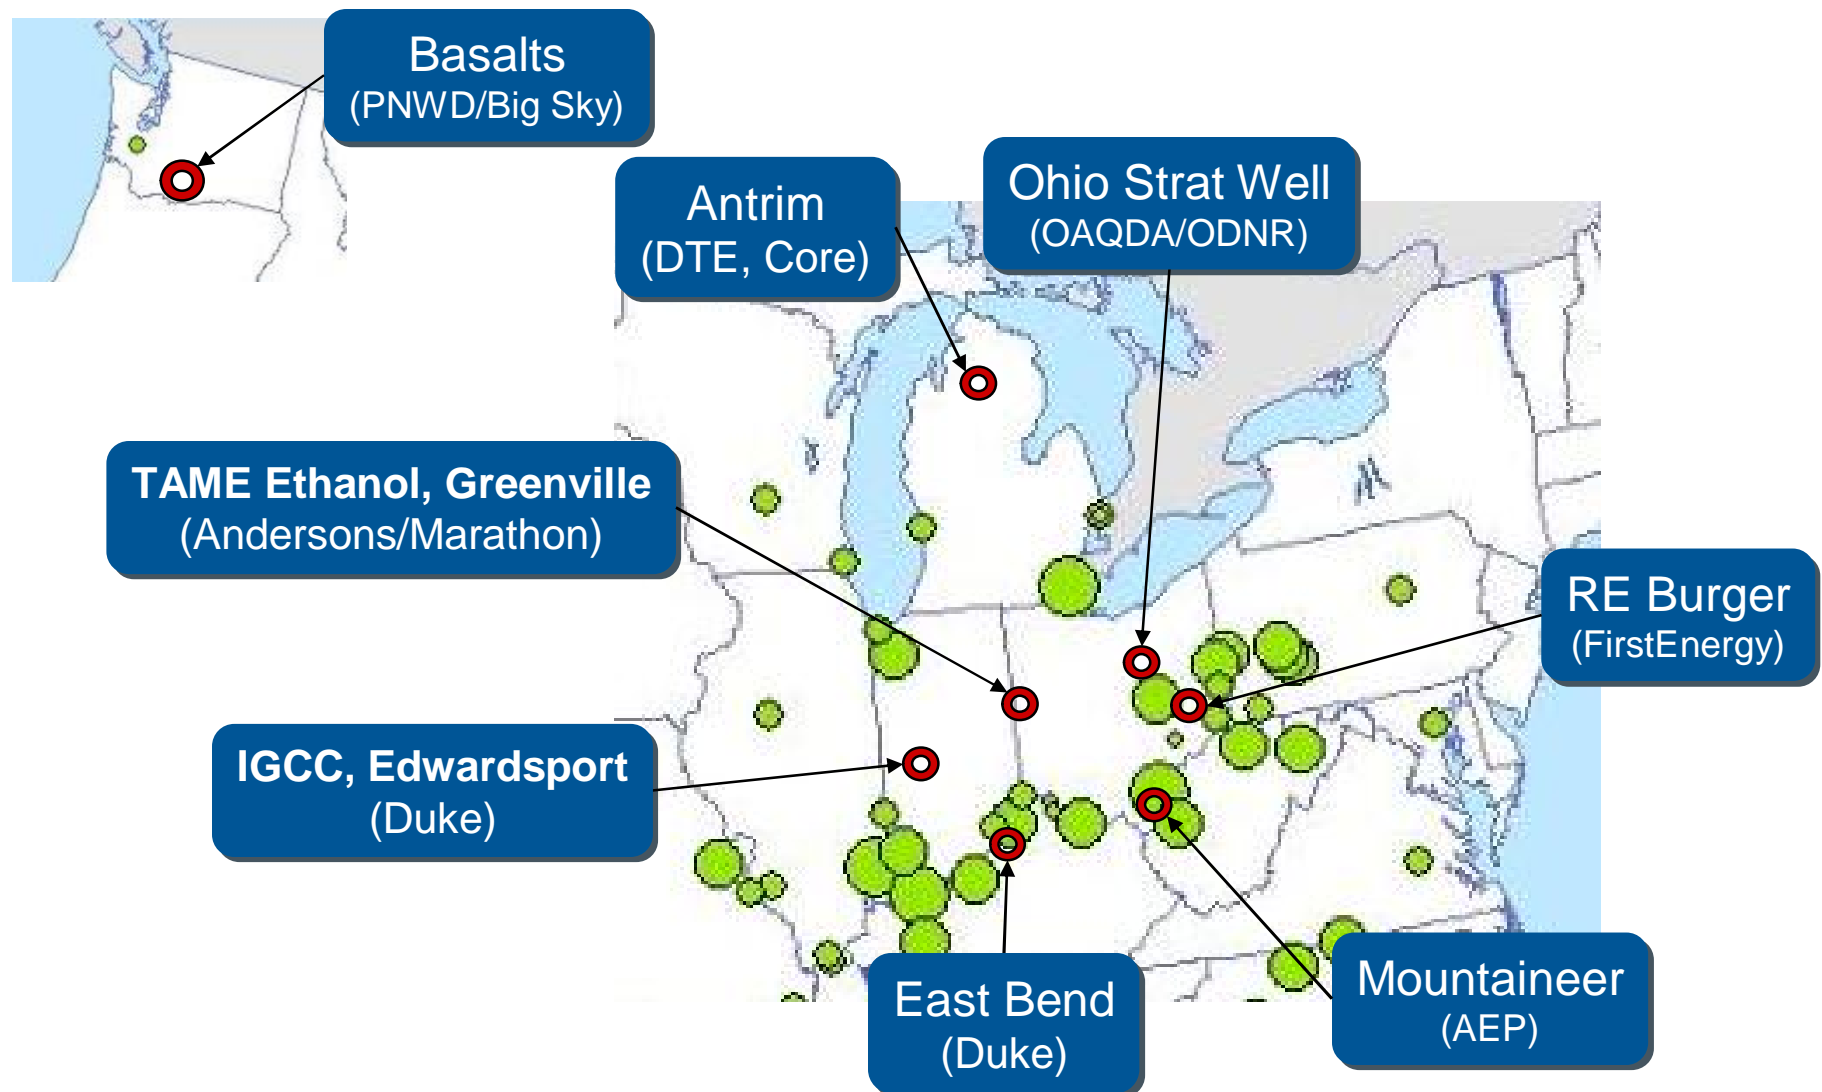 Basalts
(PNWD/Big Sky)
Antrim
(DTE, Core)
Ohio Strat Well
(OAQDA/ODNR)
TAME Ethanol, Greenville
(Andersons/Marathon)
RE Burger
(FirstEnergy)
IGCC, Edwardsport
(Duke)
East Bend
(Duke)
Mountaineer
(AEP)